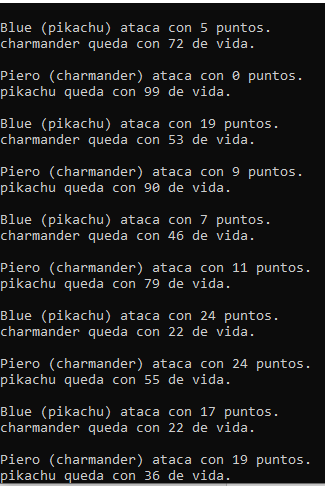 Blue (pikachu) ataca con 5 puntos.
charmander queda con 72 de vida.
Piero (charmander) ataca con 0 puntos.
pikachu queda con 99 de vida.
Blue (pikachu) ataca con 19 puntos.
charmander queda con 53 de vida.
Piero (charmander) ataca con 9 puntos.
pikachu queda con 90 de vida.
Blue (pikachu) ataca con 7 puntos.
charmander queda con 46 de vida.
Piero (charmander) ataca con 11 puntos.
pikachu queda con 79 de vida.
Blue (pikachu) ataca con 24 puntos.
charmander queda con 22 de vida.
Piero (charmander) ataca con 24 puntos.
pikachu queda con 55 de vida.
Blue (pikachu) ataca con 17 puntos.
charmander queda con 22 de vida.
Piero (charmander) ataca con 19 puntos.
pikachu queda con 36 de vida.